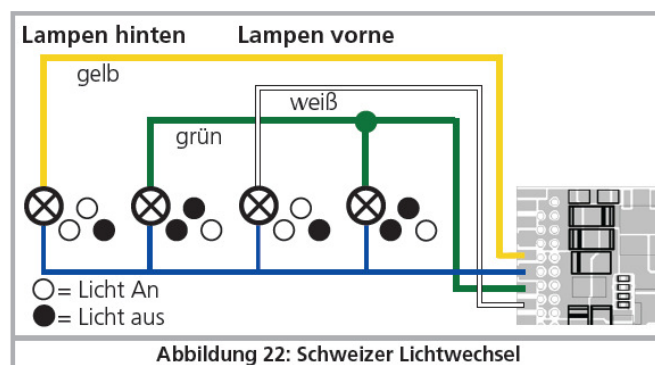 Lampen hinten Lampen vorne
gelb
weiß
grün
= Licht An
= Licht aus
Abbildung 22: Schweizer Lichtwechsel